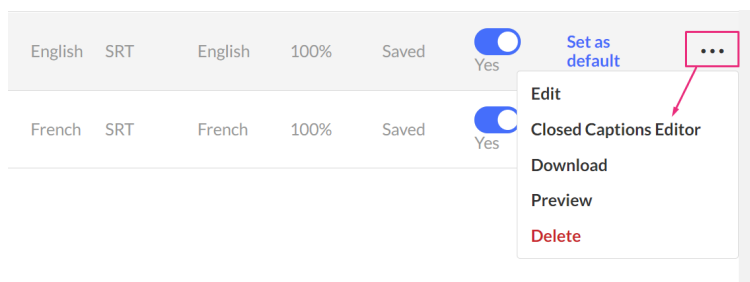 English SRT English 100% Saved Yes Set as
default •••
Edit
French SRT French 100% Saved Yes Closed Captions Editor
Download
Preview
Delete